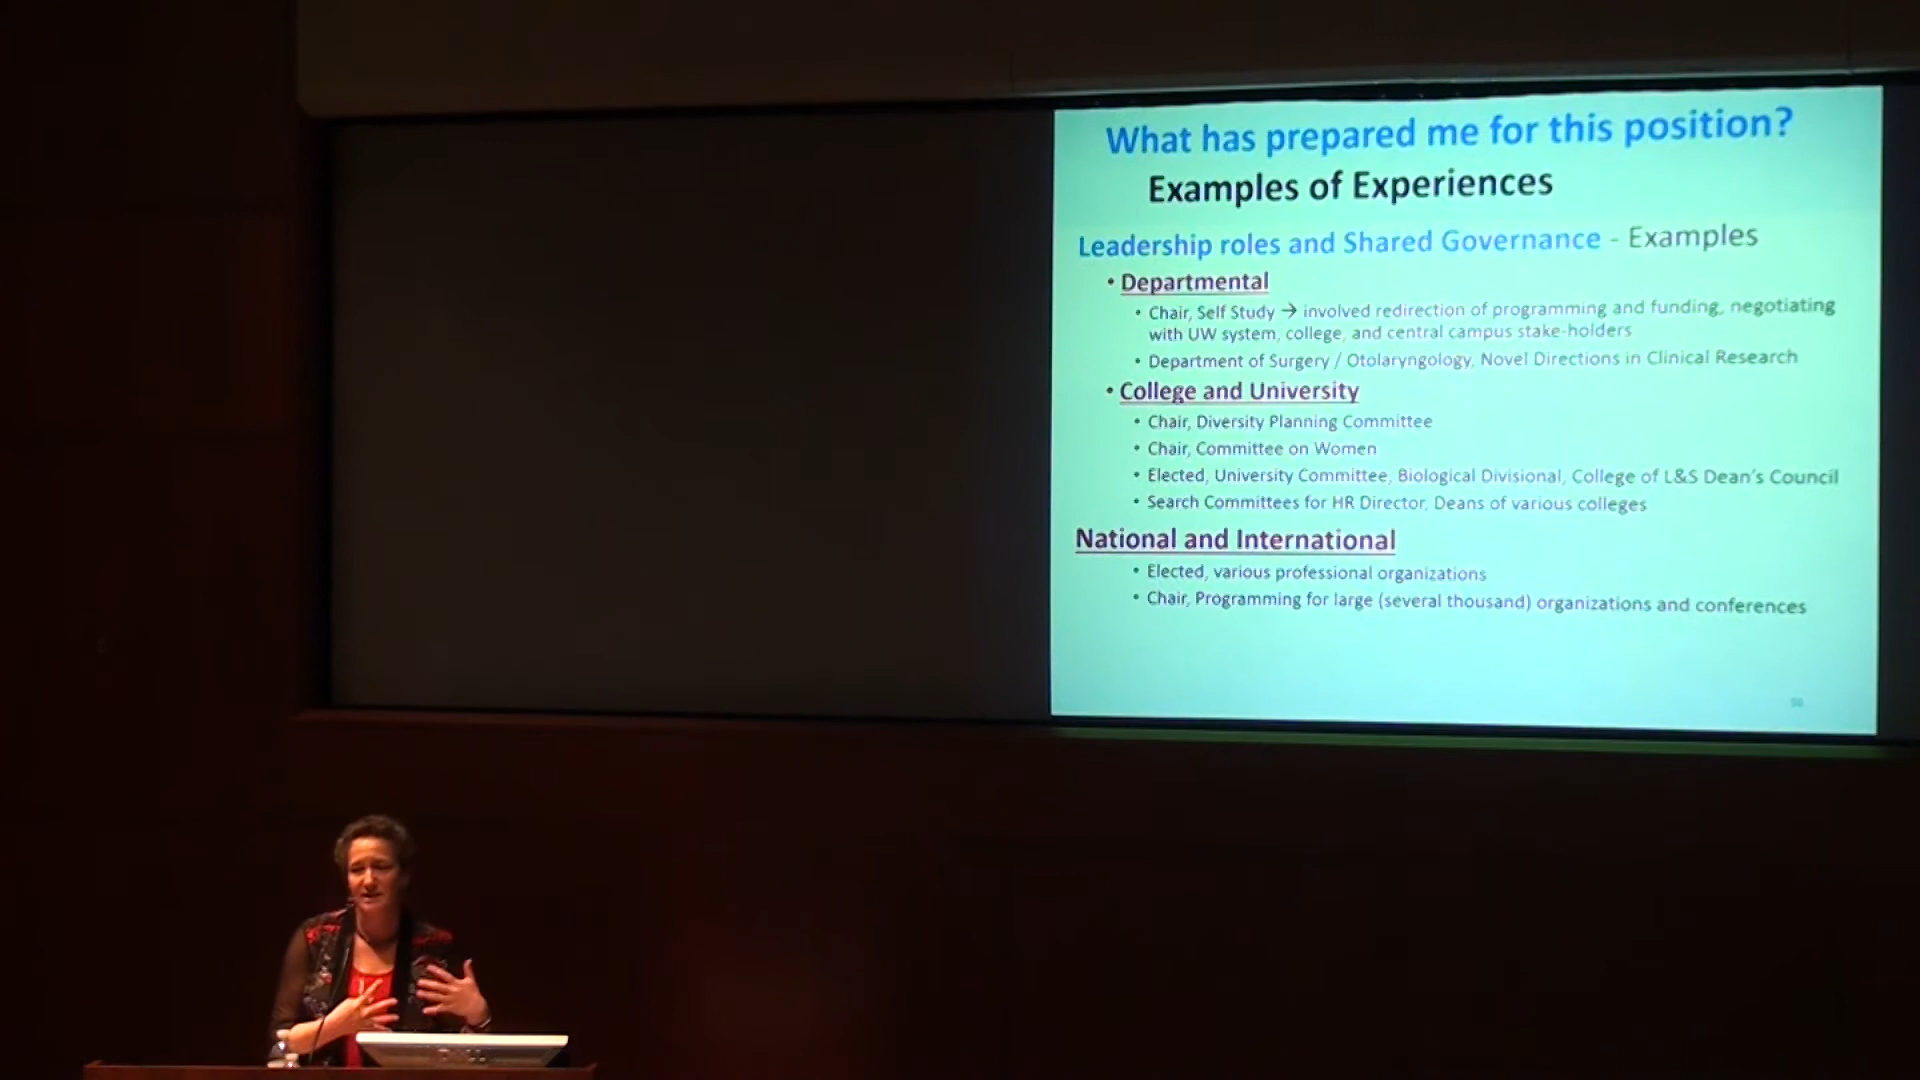 What has prepared me for this position?
Examples of Experiences
Leadership roles and Shared Governance - Examples
• Departmental
• Chair, Self Study → involved redirection of programming and funding, negotiating
with UW system, college, and central campus stake-holders
• Department of Surgery / Otolaryngology, Novel Directions in Clinical Research
• College and University
• Chair, Diversity Planning Committee
• Chair, Committee on Women
• Elected, University Committee, Biological Divisional, College of L&S Dean's Council
• Search Committees for HR Director, Deans of various colleges
National and International
• Elected, various professional organizations
• Chair, Programming for large (several thousand) organizations and conferences